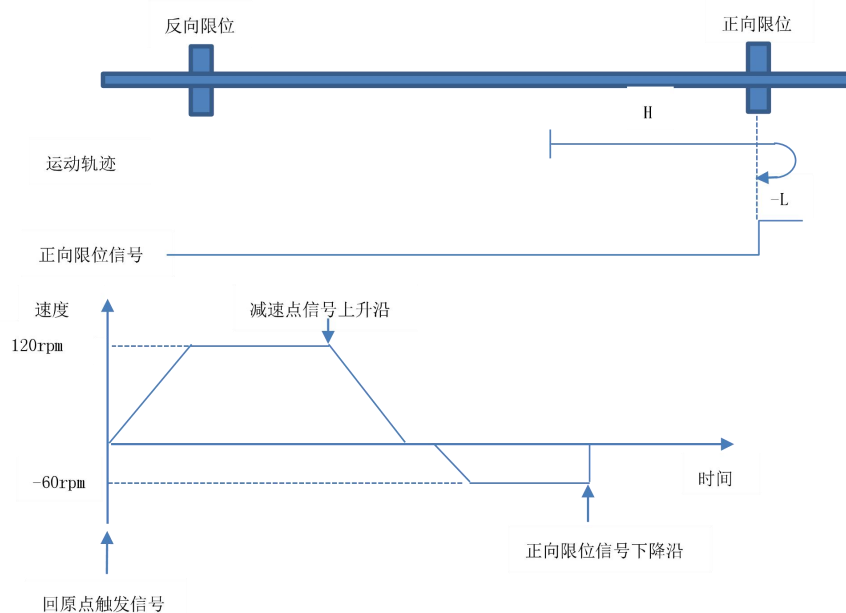 反向限位
正向限位
H
运动轨迹
-L
正向限位信号
速度
减速点信号上升沿
120rpm
-60rpm
时间
正向限位信号下降沿
回原点触发信号